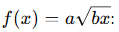 f(x) = a√bx: